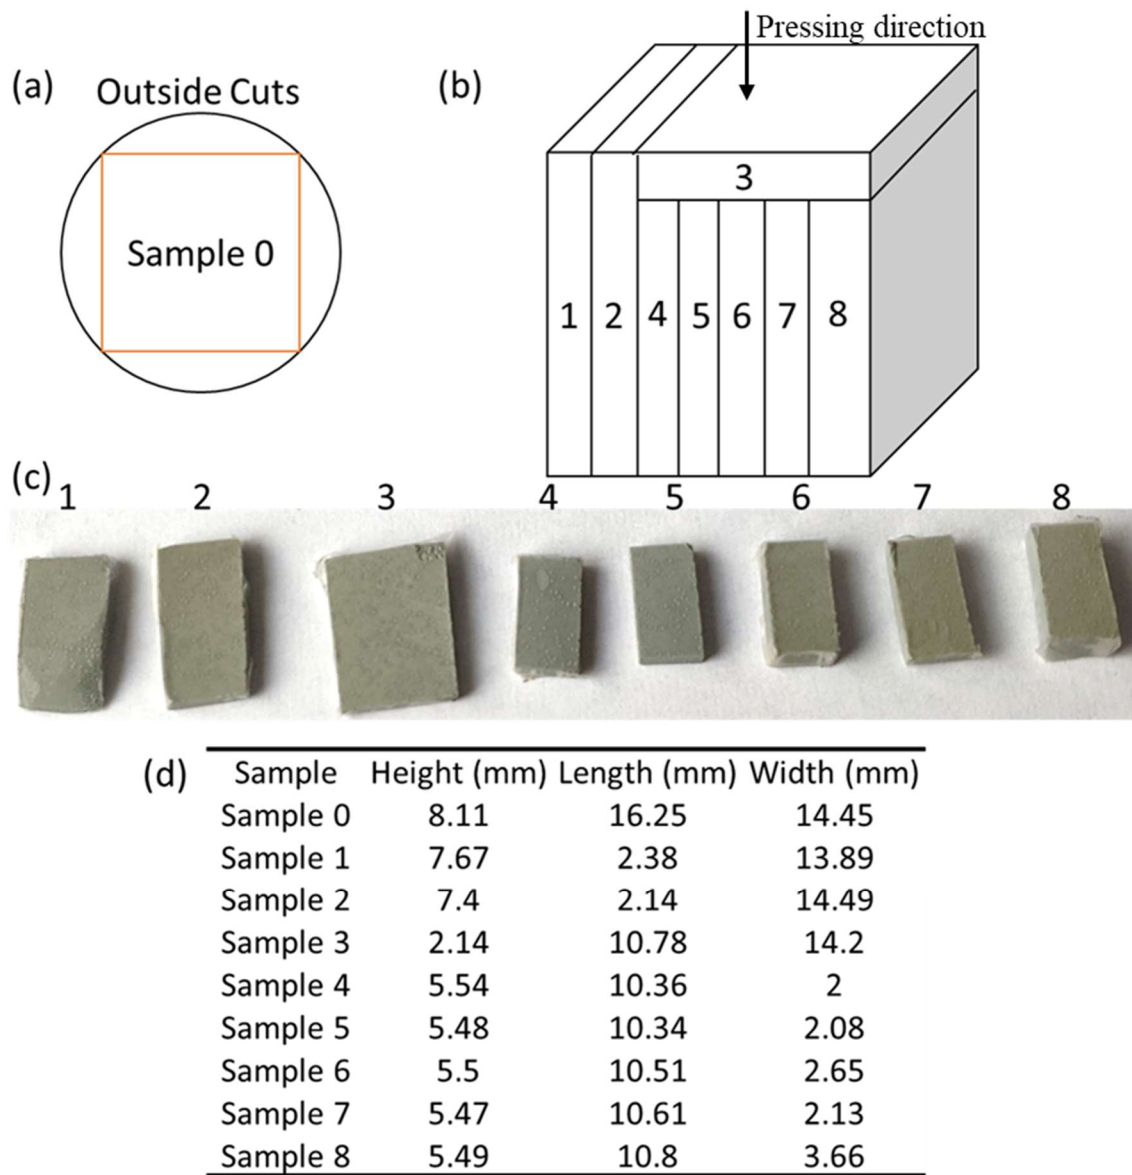 Pressing direction
(a)
Outside Cuts
Sample 0
(b)
3
1 2 4 5 6 7 8
(c)
1 2 3 4 5 6 7 8
(d)
Sample Height (mm) Length (mm) Width (mm)
Sample 0 8.11 16.25 14.45
Sample 1 7.67 2.38 13.89
Sample 2 7.4 2.14 14.49
Sample 3 2.14 10.78 14.2
Sample 4 5.54 10.36 2
Sample 5 5.48 10.34 2.08
Sample 6 5.5 10.51 2.65
Sample 7 5.47 10.61 2.13
Sample 8 5.49 10.8 3.66